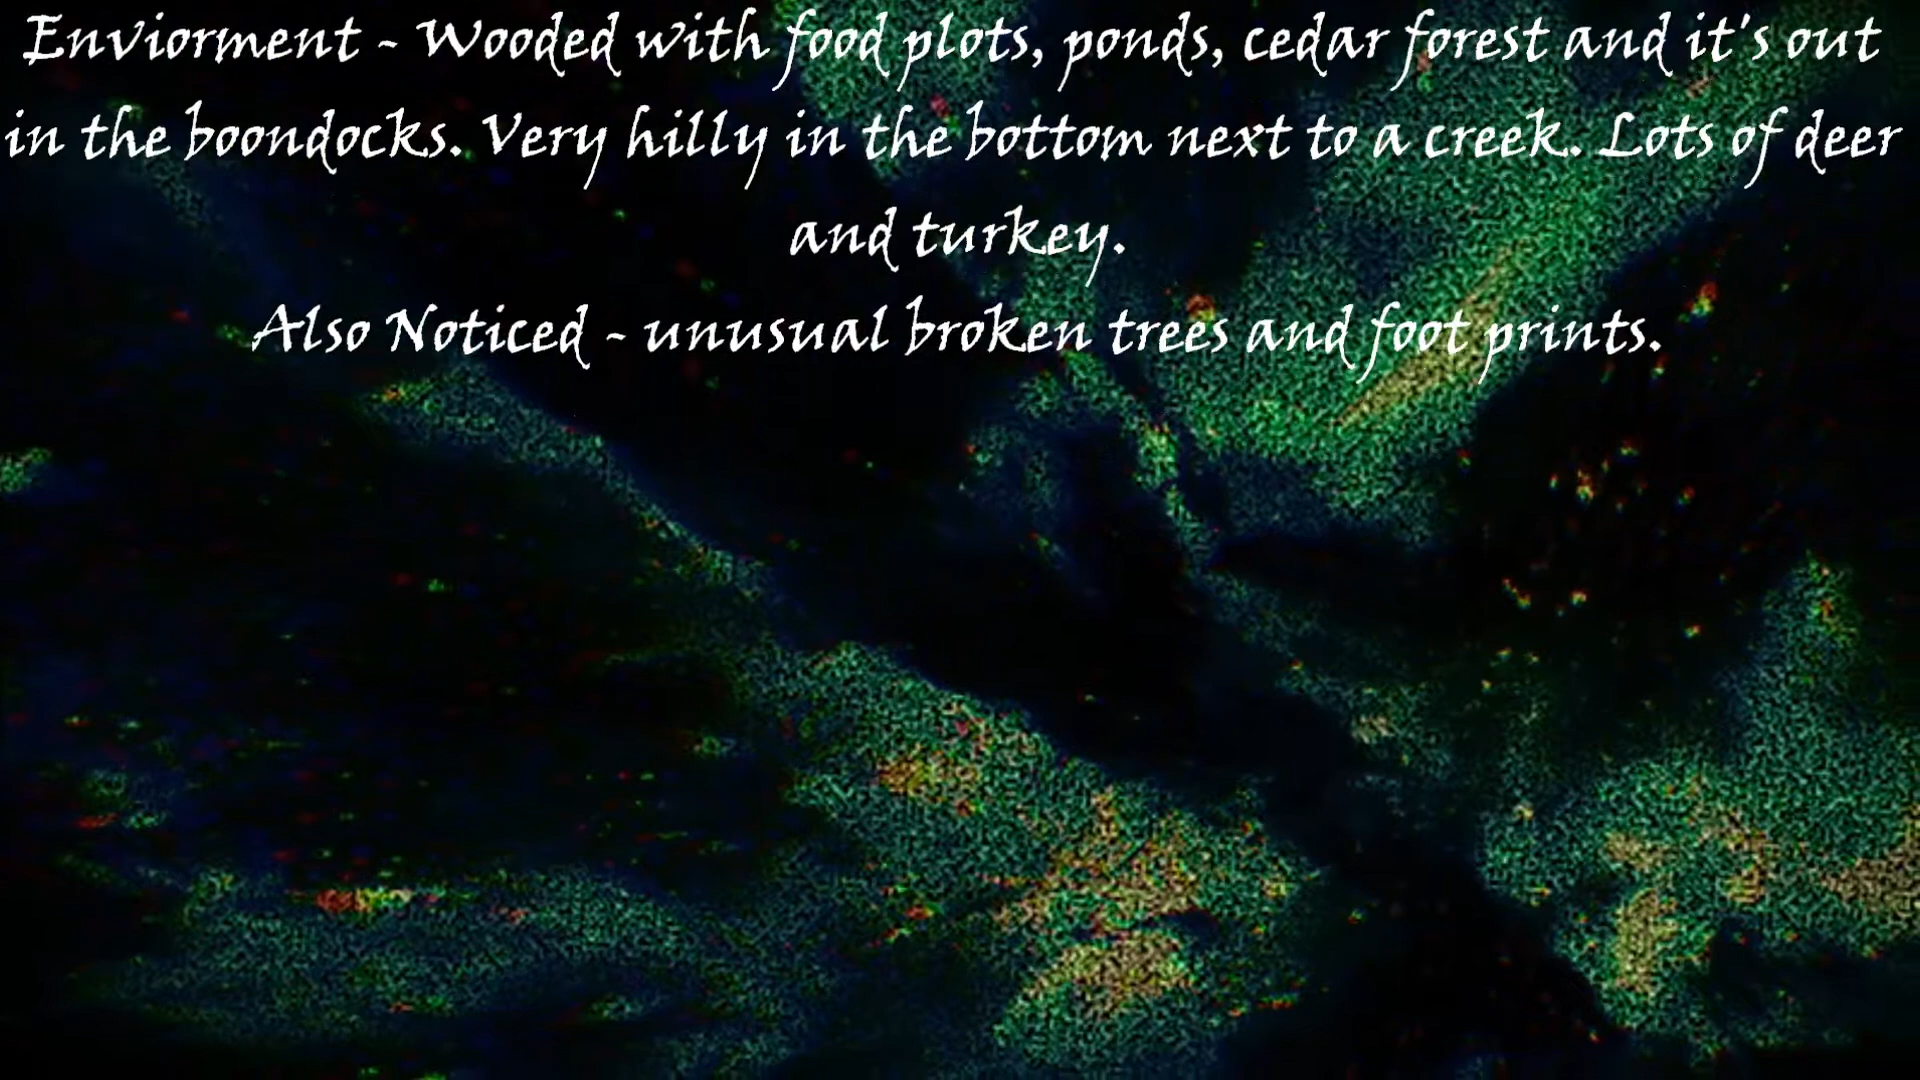 Enviorment - Wooded with food plots, ponds, cedar forest and it's out
in the boondocks. Very hilly in the bottom next to a creek. Lots of deer
and turkey.
Also Noticed - unusual broken trees and foot prints.